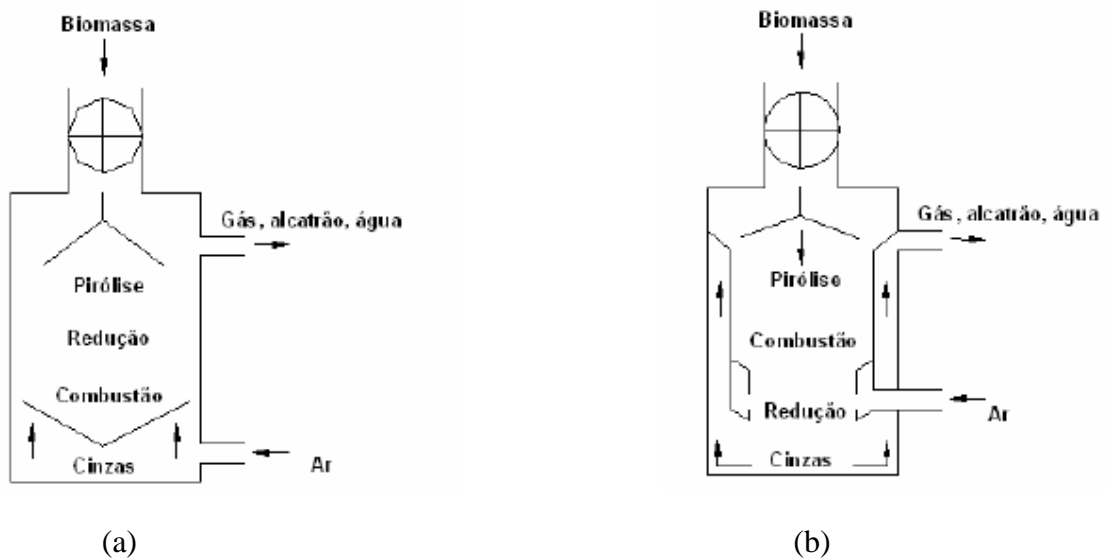 Biomassa
Gás, alcatrão, água
Pirólise
Redução
Combustão
Cinzas
Ar
(a)
Biomassa
Gás, alcatrão, água
Pirólise
Combustão
Redução
Ar
Cinzas
(b)